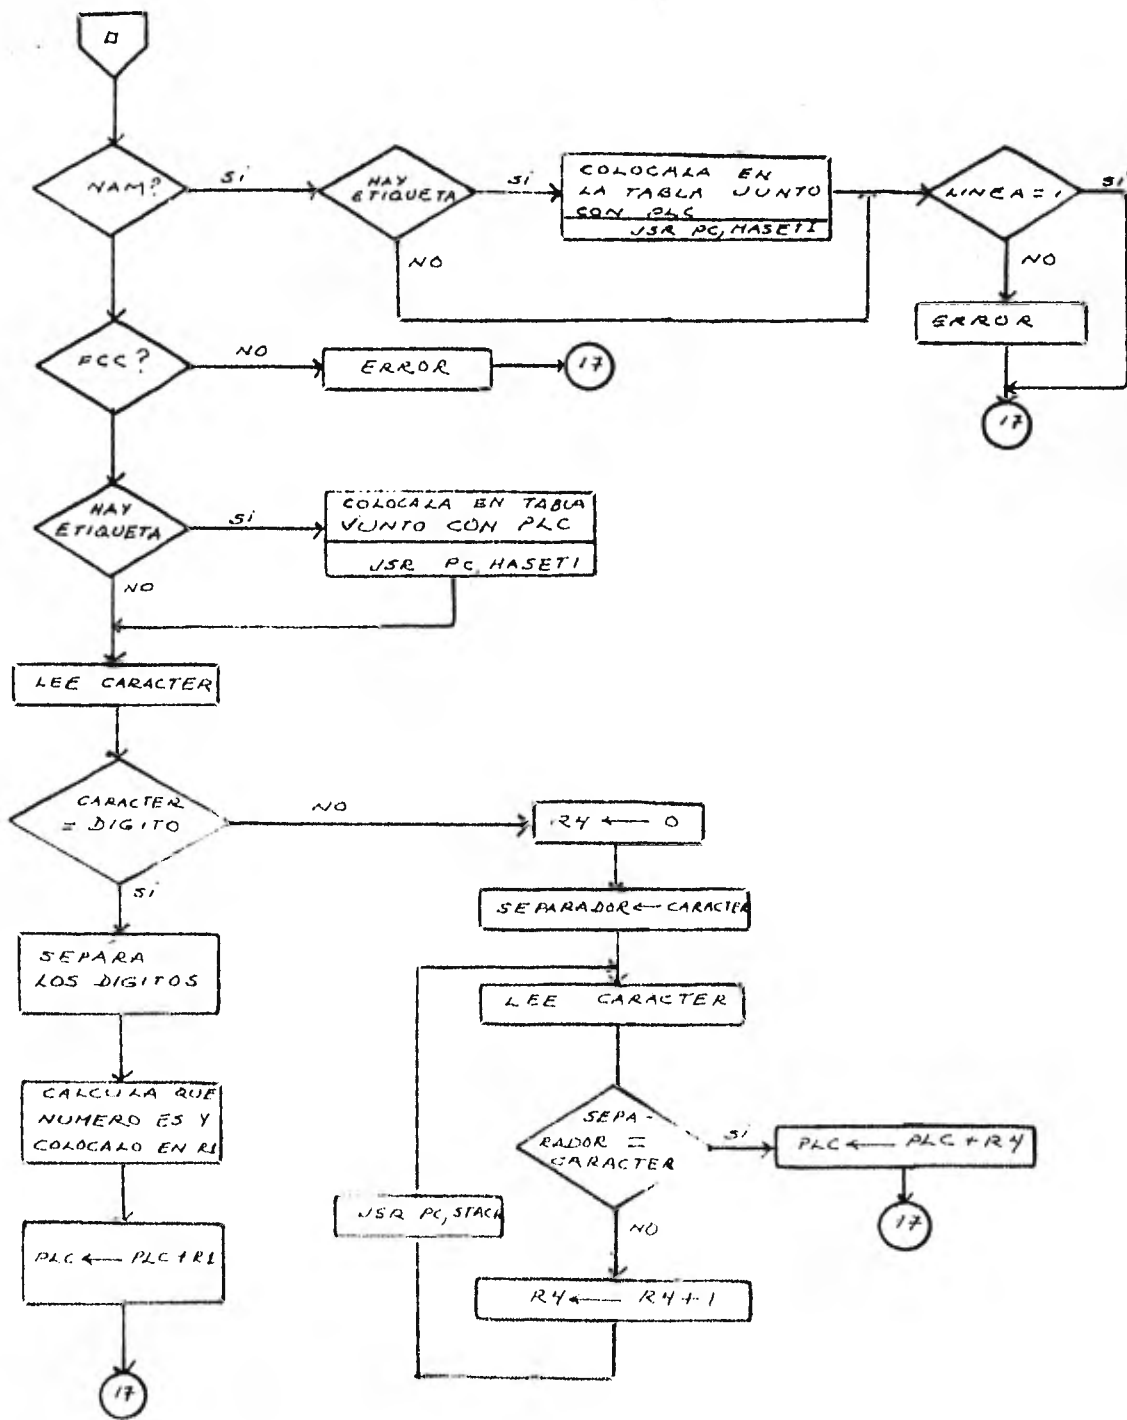 D
NAM?
SI
HAY
ETIQUETA
SI
COLOCALA EN
LA TABLA JUNTO
CON PLC
JSR PC, HASETI
LINEA = 1
SI
NO
NO
ERROR
17
FCC?
NO
ERROR
17
HAY
ETIQUETA
SI
COLOCALA EN TABLA
JUNTO CON PLC
JSR PC, HASETI
NO
LEE CARACTER
CARACTER
= DIGITO
NO
R4 ← 0
SI
SEPARADOR ← CARACTER
SEPARA
LOS DIGITOS
LEE CARACTER
CALCULA QUE
NUMERO ES Y
COLOCALO EN R1
SEPA-
RADOR =
CARACTER
SI
PLC ← PLC + R4
17
JSR PC, STACK
NO
PLC ← PLC + R1
R4 ← R4 + 1
17